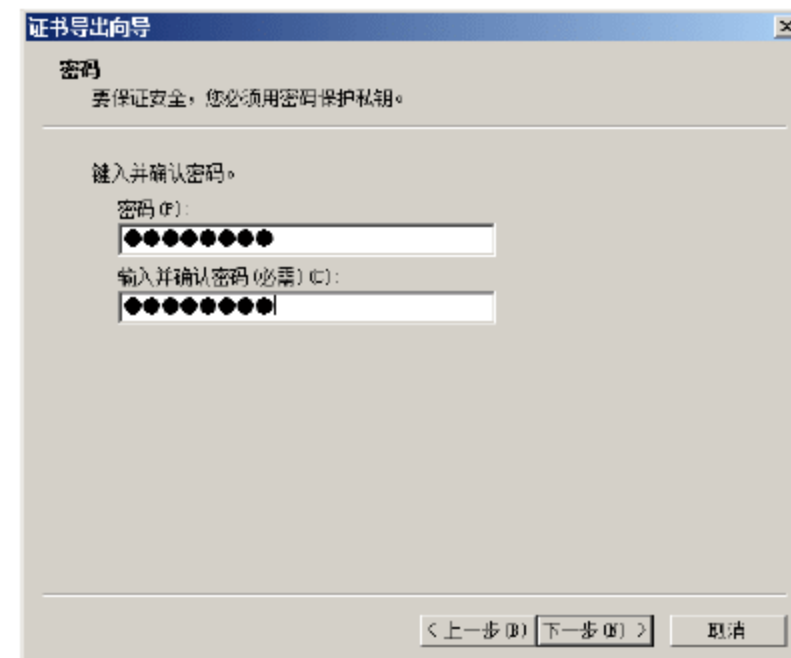 证书导出向导
密码
要保证安全，您必须用密码保护私钥。
键入并确认密码。
密码(P):
●●●●●●●●
输入并确认密码(必需)(C):
●●●●●●●●
<上一步(B) 下一步(N) > 取消